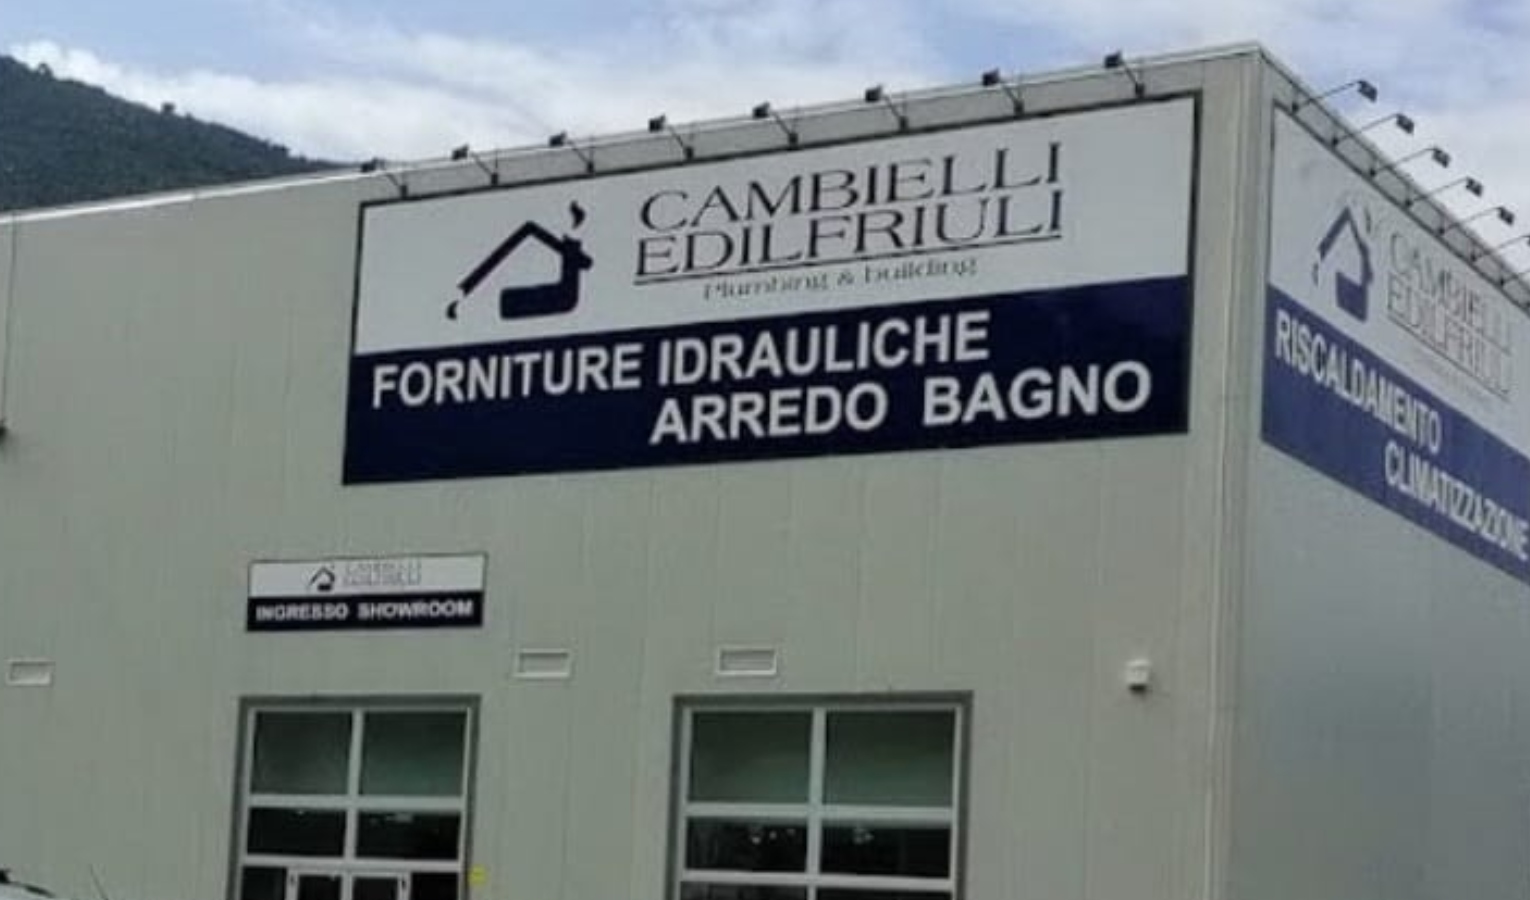 CAMBIELLI
EDILFRIULI
Plumbing & building
FORNITURE IDRAULICHE
ARREDO BAGNO
CAMBIELLI
EDILFRIULI
RISCALDAMENTO
CLIMATIZZAZIONE
CAMBIELLI
EDILFRIULI
INGRESSO SHOWROOM